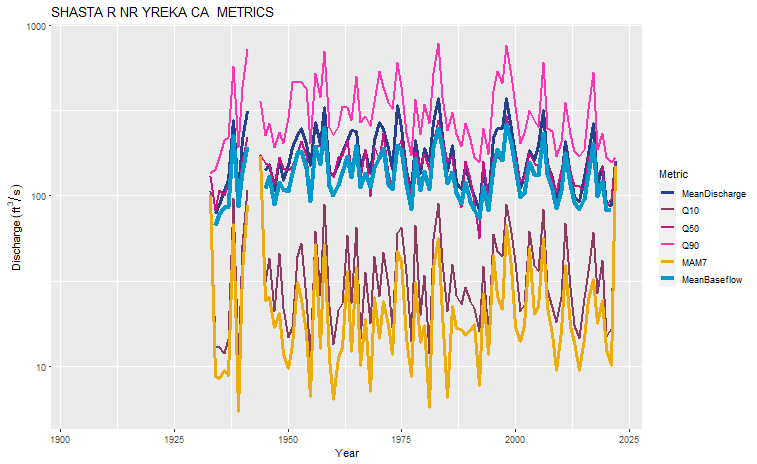 SHASTA R NR YREKA CA  METRICS
1000
100
10
Discharge (ft³/s)
1900
1925
1950
1975
2000
2025
Year
Metric
MeanDischarge
Q10
Q50
Q90
MAM7
MeanBaseflow